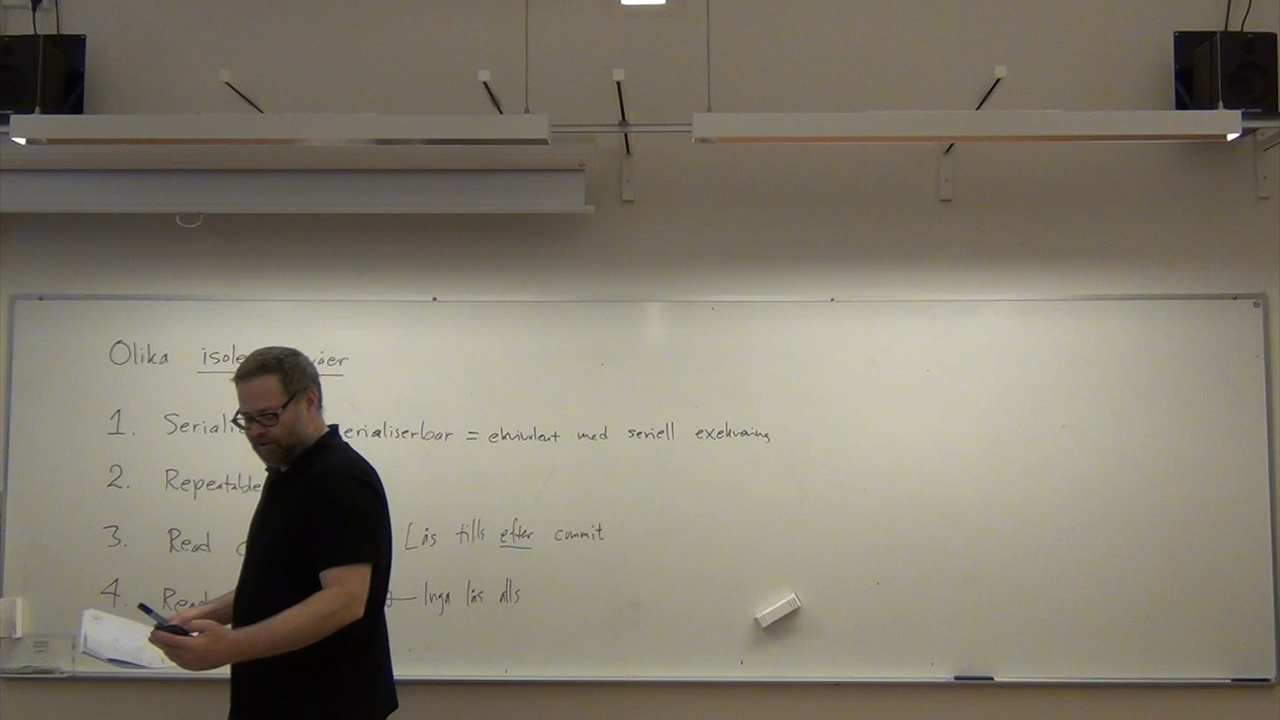 Olika isole våer
1. Seriali erialiserbar = ekvivalent med seriell exekvering
2. Repeatable
3. Read Lås tills efter commit
4. Read Inga lås alls